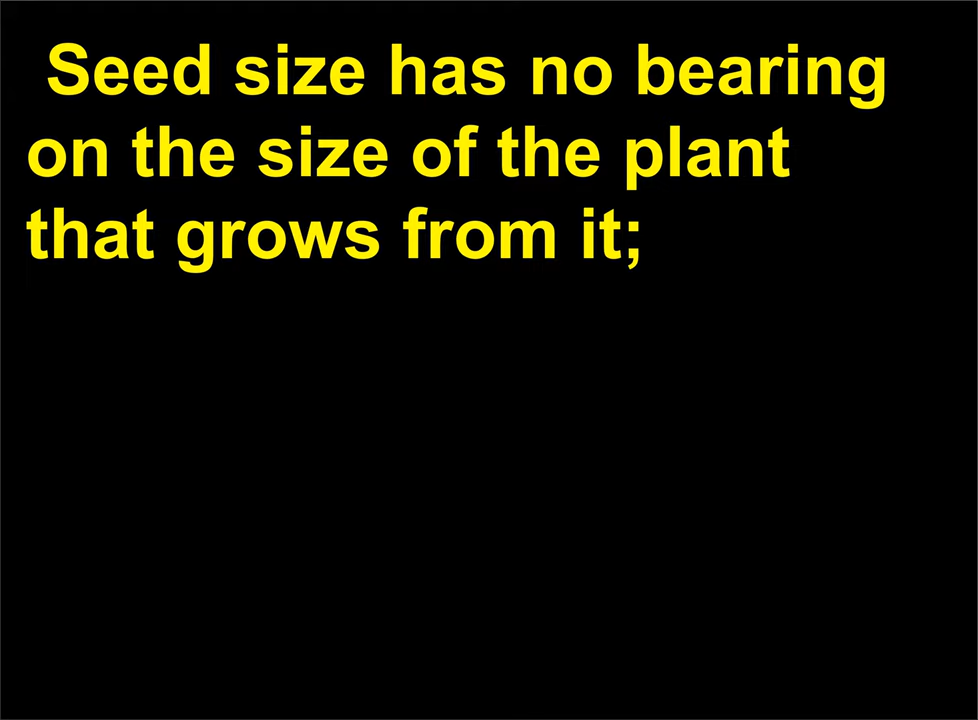 Seed size has no bearing
on the size of the plant
that grows from it;